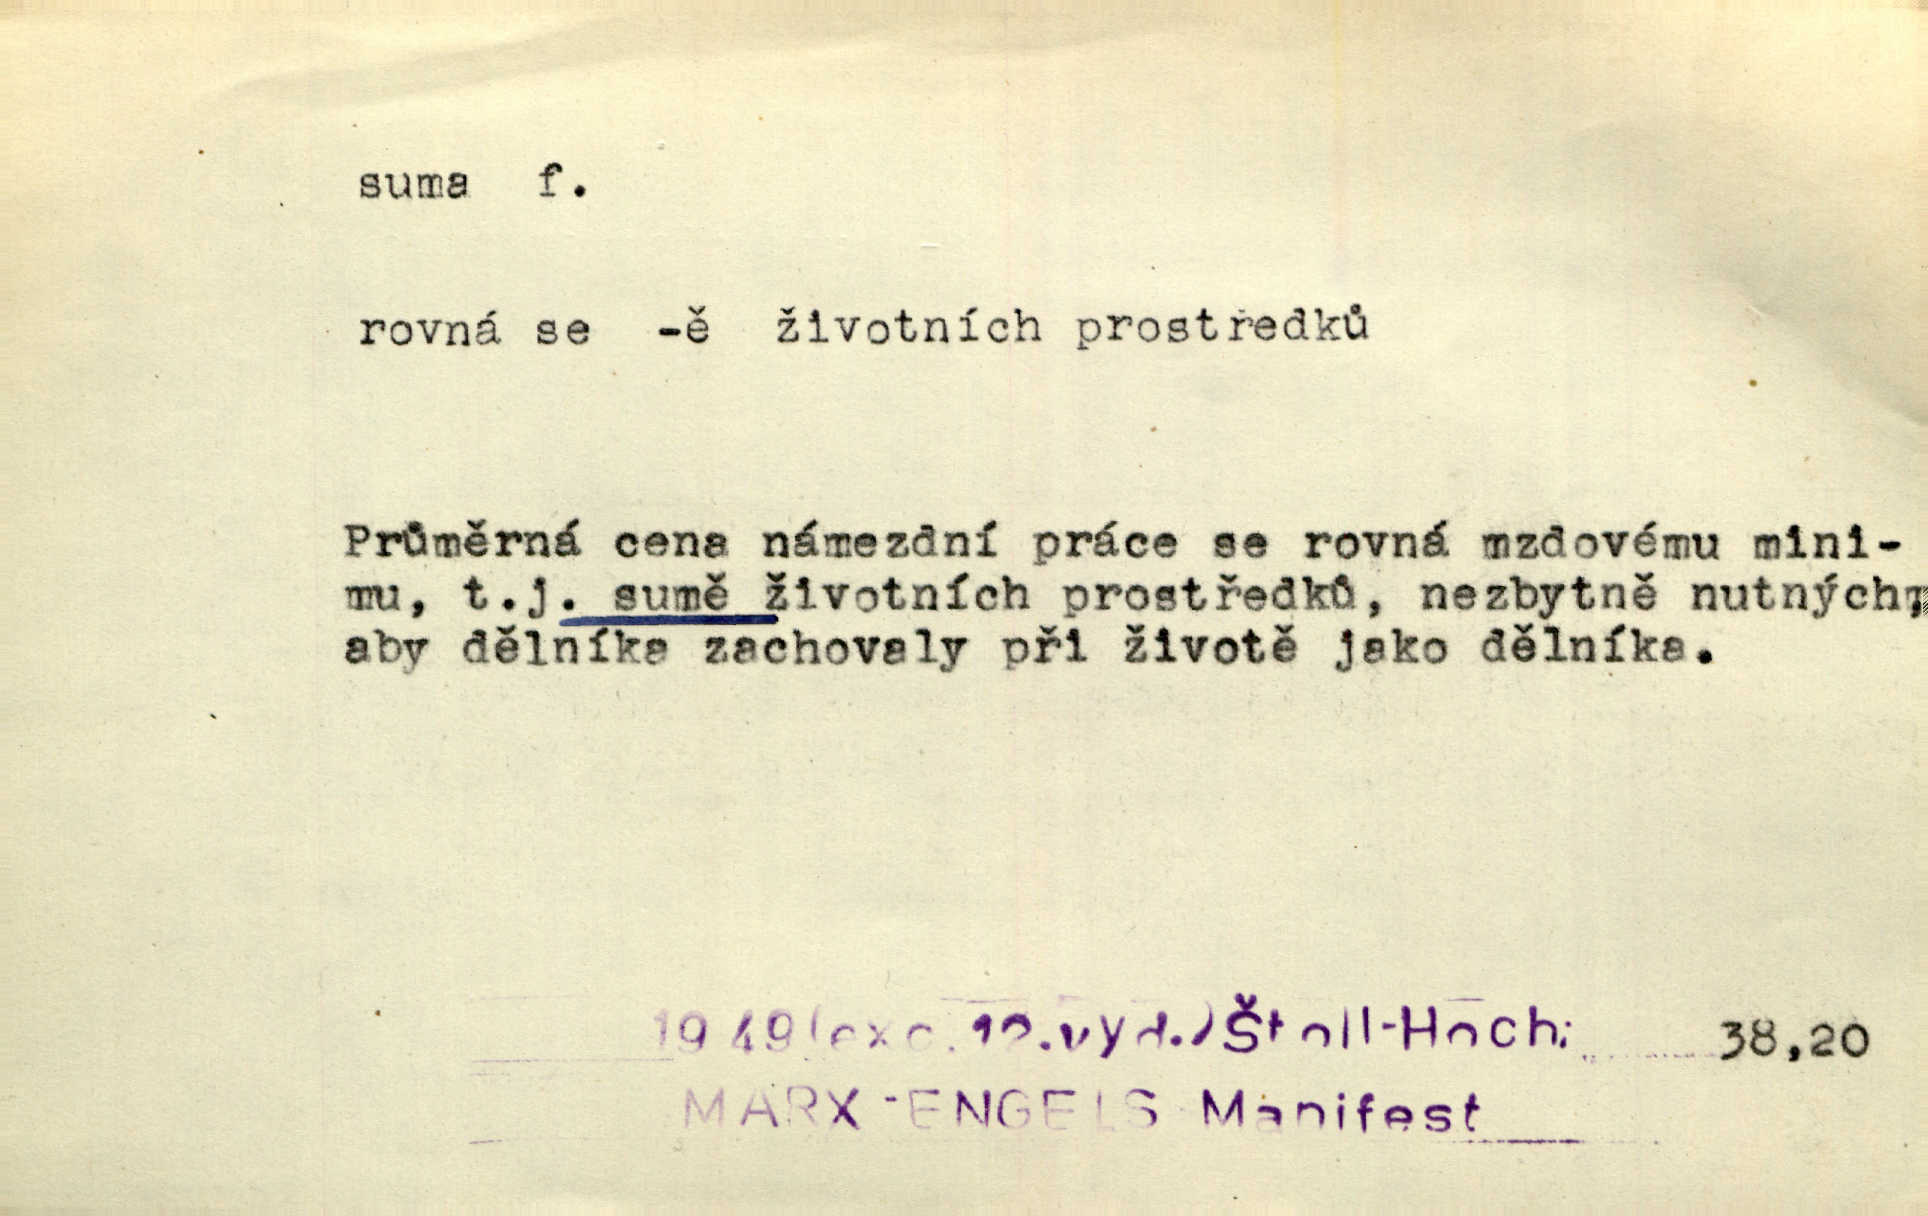 suma f.
rovná se -ě životních prostředků
Průměrná cena námezdní práce se rovná mzdovému mini-
mu, t.j. sumě životních prostředků, nezbytně nutných,
aby dělníka zachovaly při životě jako dělníka.
1949 (exc. 12.vyd.) Štoll-Hoch: 38,20
MARX-ENGELS Manifest